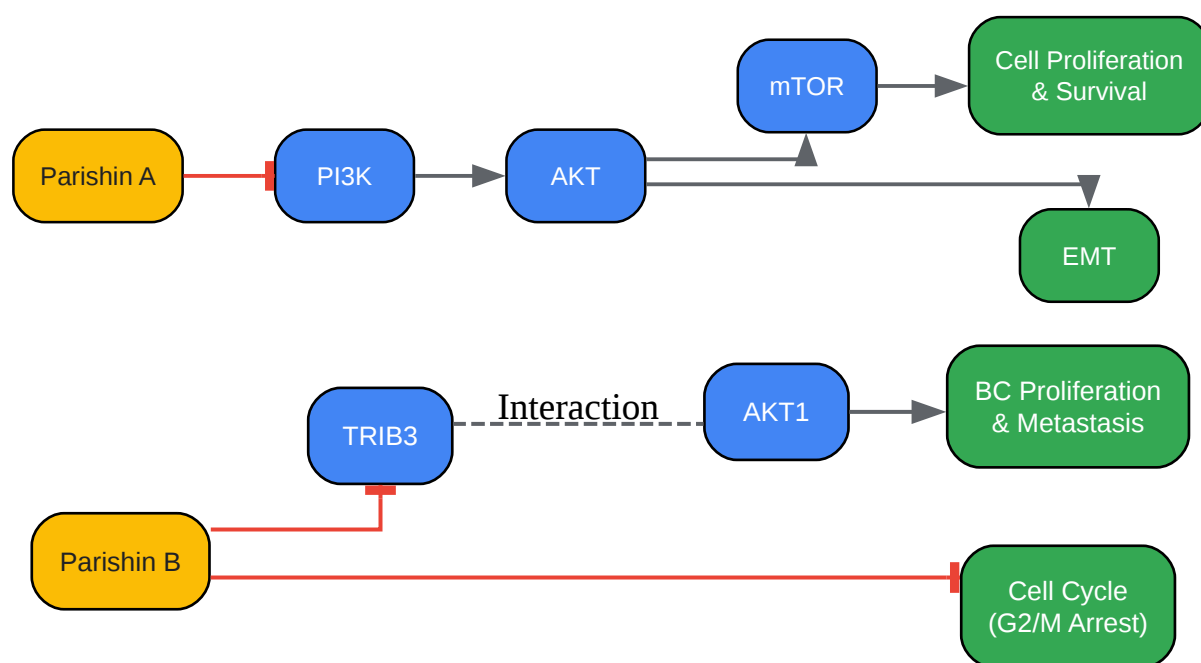 Parishin A
PI3K
AKT
mTOR
Cell Proliferation
& Survival
EMT
Parishin B
TRIB3
Interaction
AKT1
BC Proliferation
& Metastasis
Cell Cycle
(G2/M Arrest)